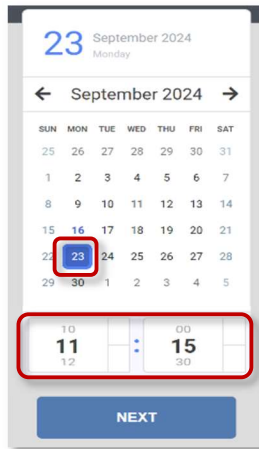 23 September 2024
Monday
September 2024
SUN MON TUE WED THU FRI SAT
25 26 27 28 29 30 31
1 2 3 4 5 6 7
8 9 10 11 12 13 14
15 16 17 18 19 20 21
22 23 24 25 26 27 28
29 30 1 2 3 4 5
10 00
11 : 15
12 30
NEXT